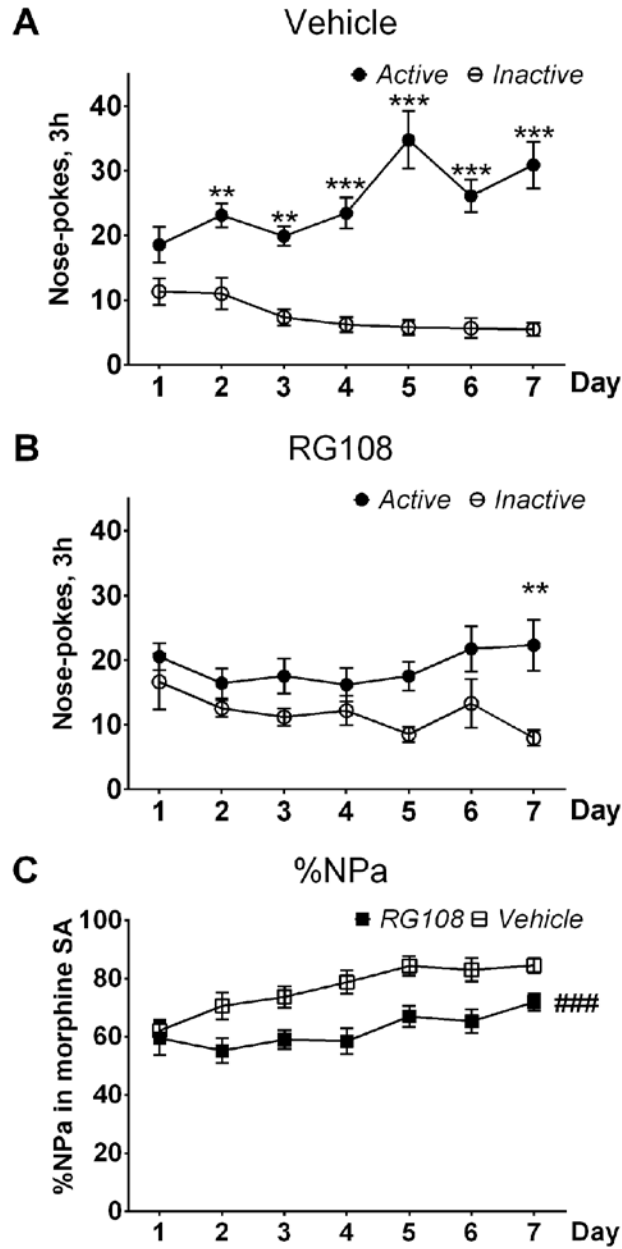 A
Vehicle
Active Inactive
Nose-pokes, 3h
40
30
20
10
0
** ** *** *** *** ***
1 2 3 4 5 6 7 Day
B
RG108
Active Inactive
Nose-pokes, 3h
40
30
20
10
0
**
1 2 3 4 5 6 7 Day
C
%NPa
RG108 Vehicle
%NPa in morphine SA
100
80
60
40
20
0
###
1 2 3 4 5 6 7 Day